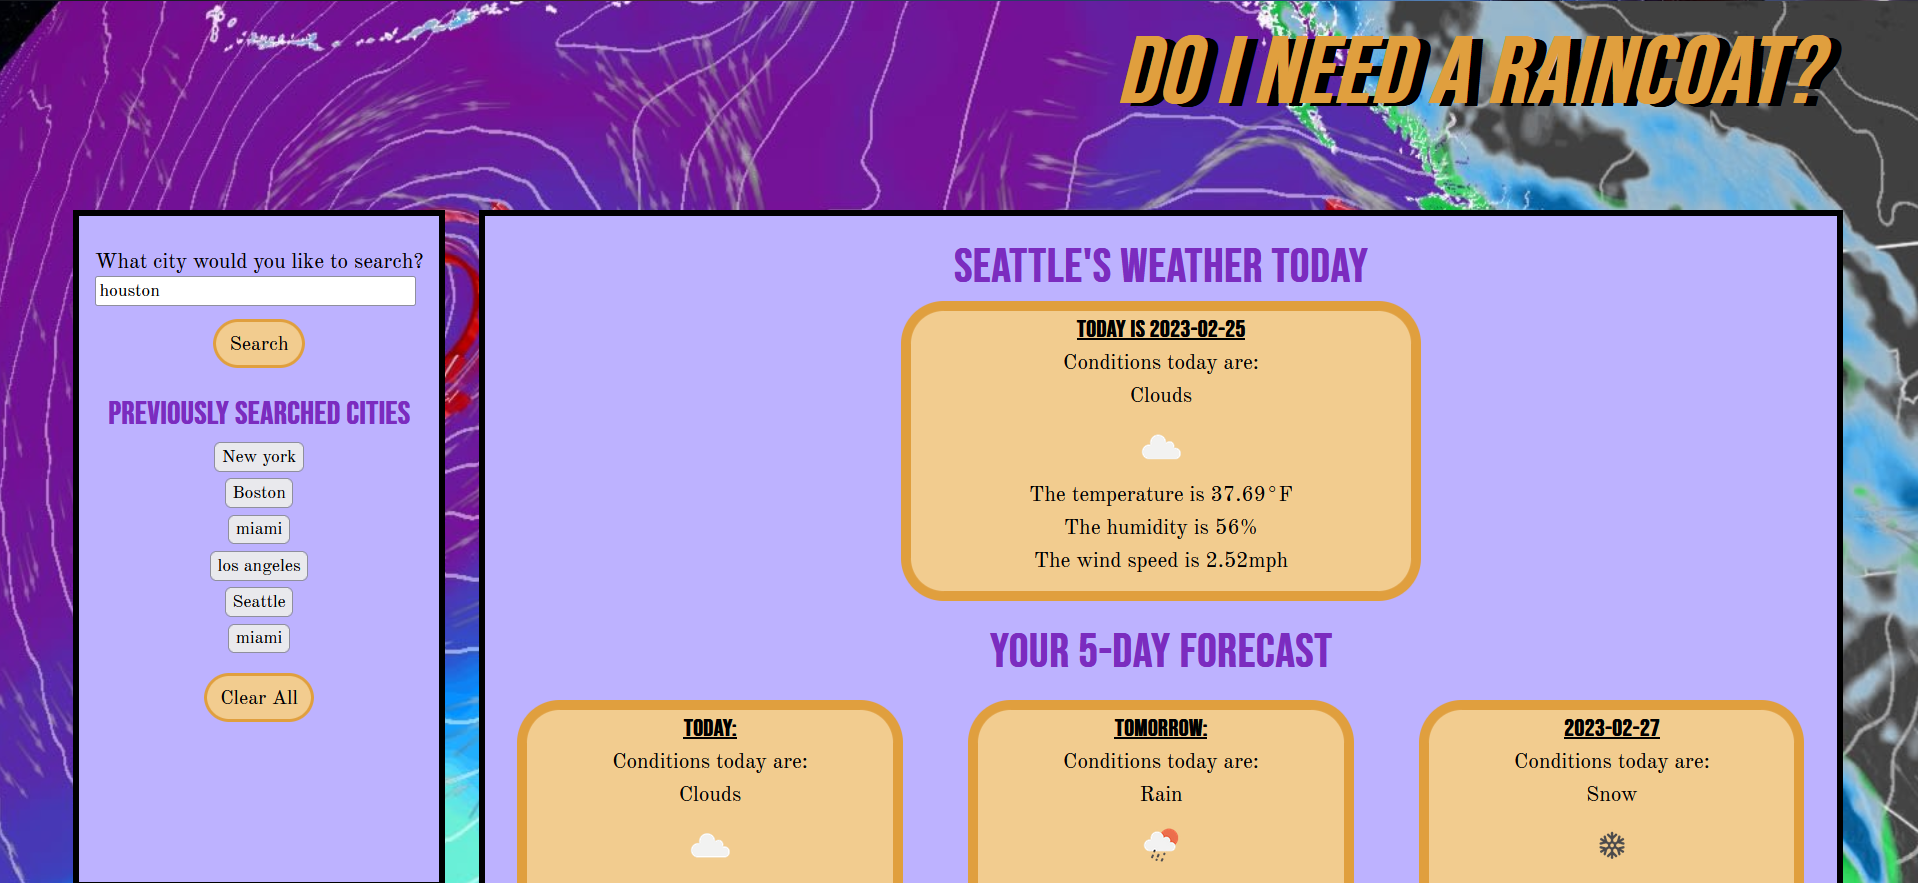 DO I NEED A RAINCOAT?
What city would you like to search?
houston
Search
PREVIOUSLY SEARCHED CITIES
New york
Boston
miami
los angeles
Seattle
miami
Clear All
SEATTLE'S WEATHER TODAY
TODAY IS 2023-02-25
Conditions today are:
Clouds
The temperature is 37.69°F
The humidity is 56%
The wind speed is 2.52mph
YOUR 5-DAY FORECAST
TODAY:
Conditions today are:
Clouds
TOMORROW:
Conditions today are:
Rain
2023-02-27
Conditions today are:
Snow